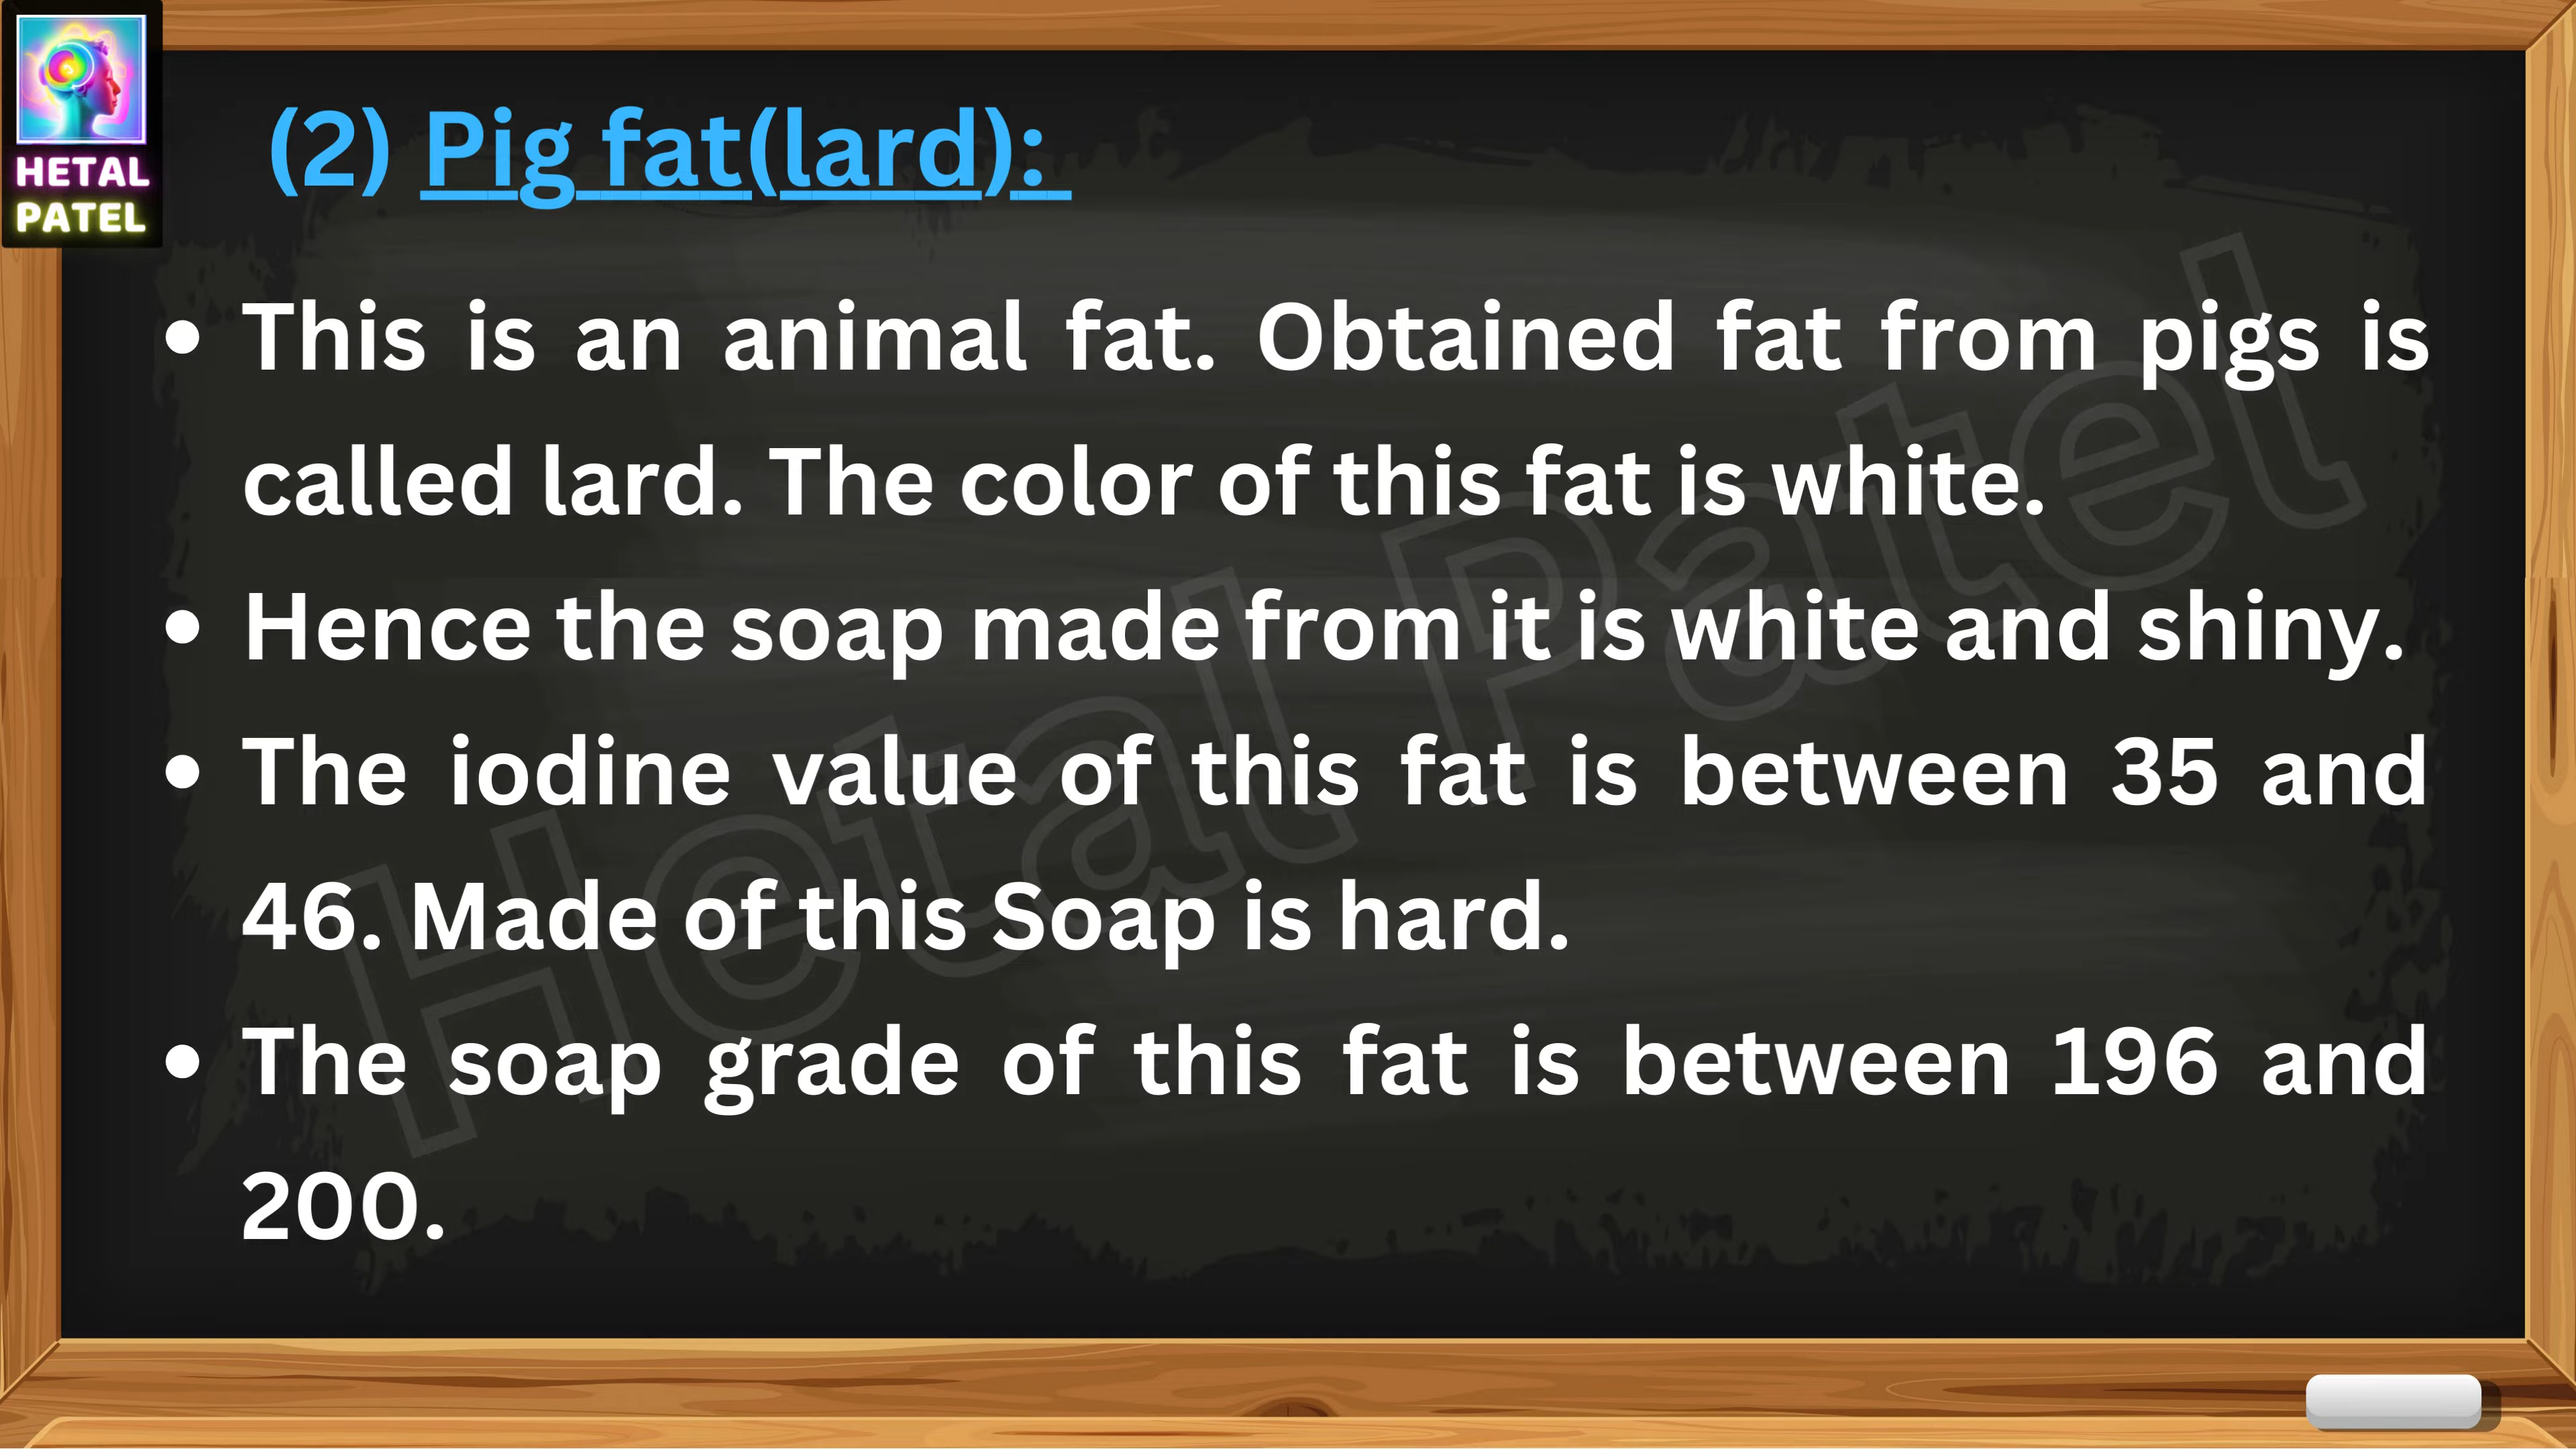 HETAL
PATEL
(2) Pig fat(lard):
• This is an animal fat. Obtained fat from pigs is
called lard. The color of this fat is white.
• Hence the soap made from it is white and shiny.
• The iodine value of this fat is between 35 and
46. Made of this Soap is hard.
• The soap grade of this fat is between 196 and
200.
Hetal Patel